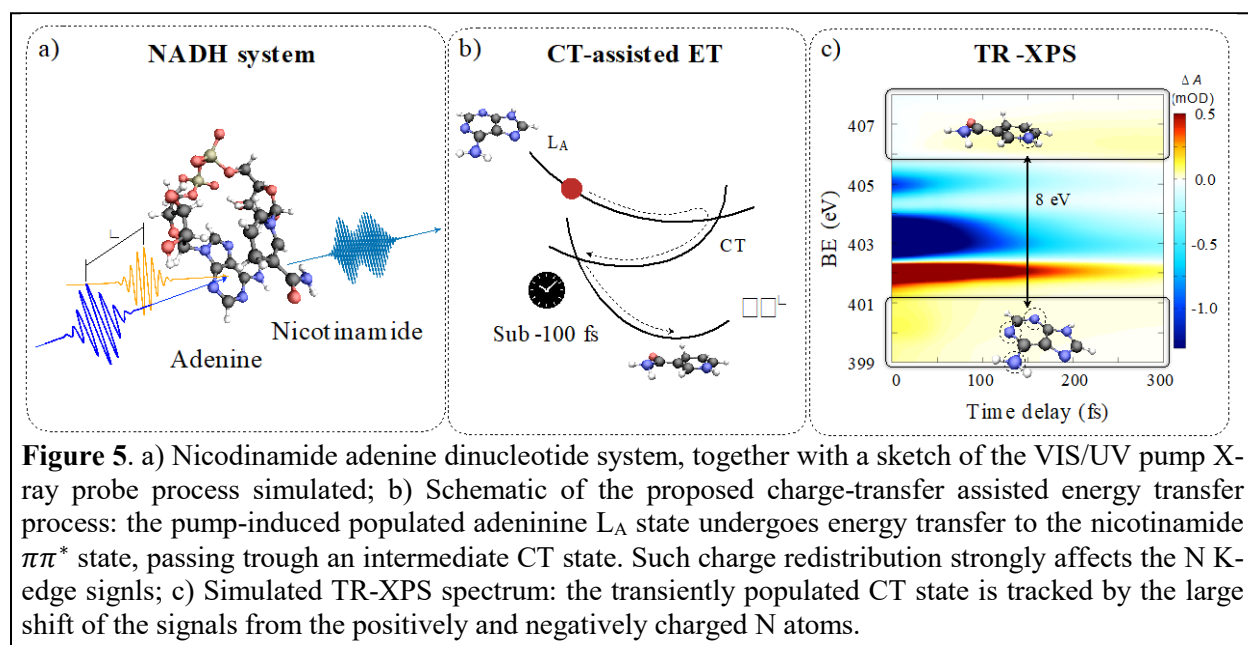 a)
NADH system
L
Adenine
Nicotinamide
b)
CT-assisted ET
L_A
CT
Sub -100 fs
□□L
c)
TR-XPS
Δ A
(mOD)
0.5
0.0
-0.5
-1.0
407
405
403
401
399
BE (eV)
8 eV
0
100
200
300
Time delay (fs)
Figure 5. a) Nicodinamide adenine dinucleotide system, together with a sketch of the VIS/UV pump X-
ray probe process simulated; b) Schematic of the proposed charge-transfer assisted energy transfer
process: the pump-induced populated adeninine L_A state undergoes energy transfer to the nicotinamide
ππ* state, passing trough an intermediate CT state. Such charge redistribution strongly affects the N K-
edge signls; c) Simulated TR-XPS spectrum: the transiently populated CT state is tracked by the large
shift of the signals from the positively and negatively charged N atoms.